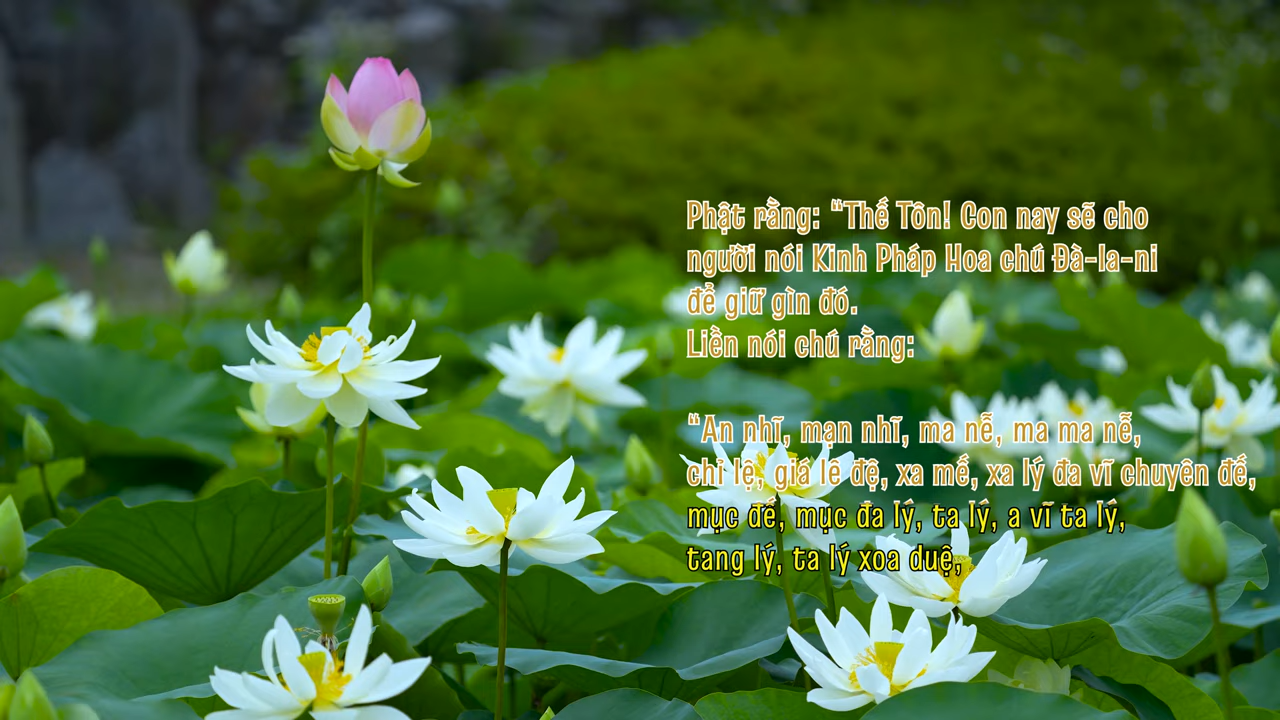 Phật rằng: “Thế Tôn! Con nay sẽ cho
người nói Kinh Pháp Hoa chú Đà-la-ni
để giữ gìn đó.
Liền nói chú rằng:
“An nhĩ, mạn nhĩ, ma nễ, ma ma nễ,
chỉ lệ, giá lê đệ, xa mế, xa lý đa vĩ chuyên đế,
mục đế, mục đa lý, ta lý, a vĩ ta lý,
tang lý, ta lý xoa duệ,